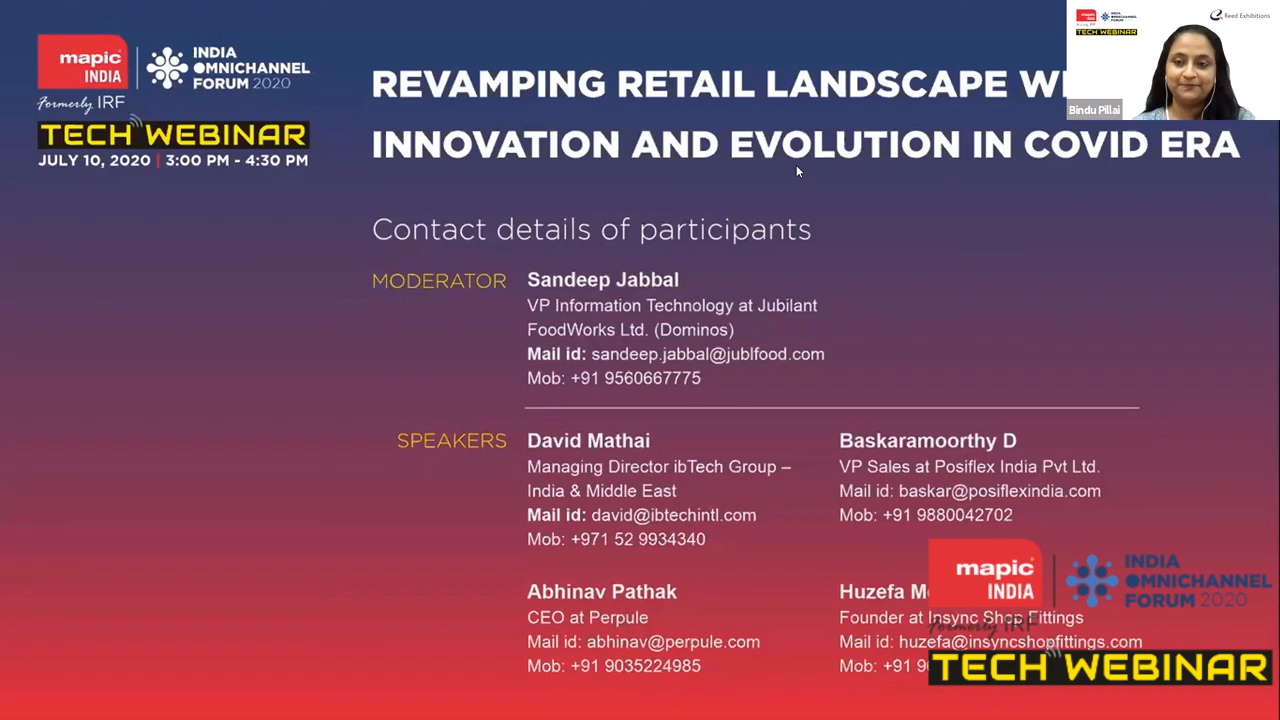 mapic
INDIA
Formerly IRF
INDIA
OMNICHANNEL
FORUM 2020
TECH WEBINAR
JULY 10, 2020 | 3:00 PM - 4:30 PM
REVAMPING RETAIL LANDSCAPE
INNOVATION AND EVOLUTION IN COVID ERA
TECH WEBINAR
Reed Exhibitions
Bindu Pillai
Contact details of participants
MODERATOR
Sandeep Jabbal
VP Information Technology at Jubilant
FoodWorks Ltd. (Dominos)
Mail id: sandeep.jabbal@jublfood.com
Mob: +91 9560667775
SPEAKERS
David Mathai
Managing Director ibTech Group –
India & Middle East
Mail id: david@ibtechintl.com
Mob: +971 52 9934340
Baskaramoorthy D
VP Sales at Posiflex India Pvt Ltd.
Mail id: baskar@posiflexindia.com
Mob: +91 9880042702
Abhinav Pathak
CEO at Perpule
Mail id: abhinav@perpule.com
Mob: +91 9035224985
Huzefa
Founder at Insync Shop Fittings
Mail id: huzefa@insyncshopfittings.com
Mob: +91
mapic
INDIA
Formerly IRF
INDIA
OMNICHANNEL
FORUM 2020
TECH WEBINAR